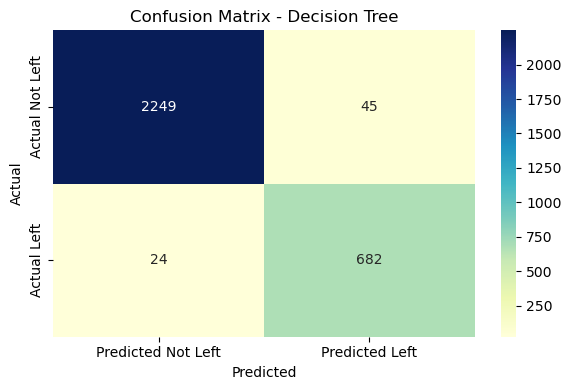 Confusion Matrix - Decision Tree
Actual
Actual Not Left
Actual Left
2249
45
24
682
Predicted Not Left
Predicted Left
Predicted
2000
1750
1500
1250
1000
750
500
250